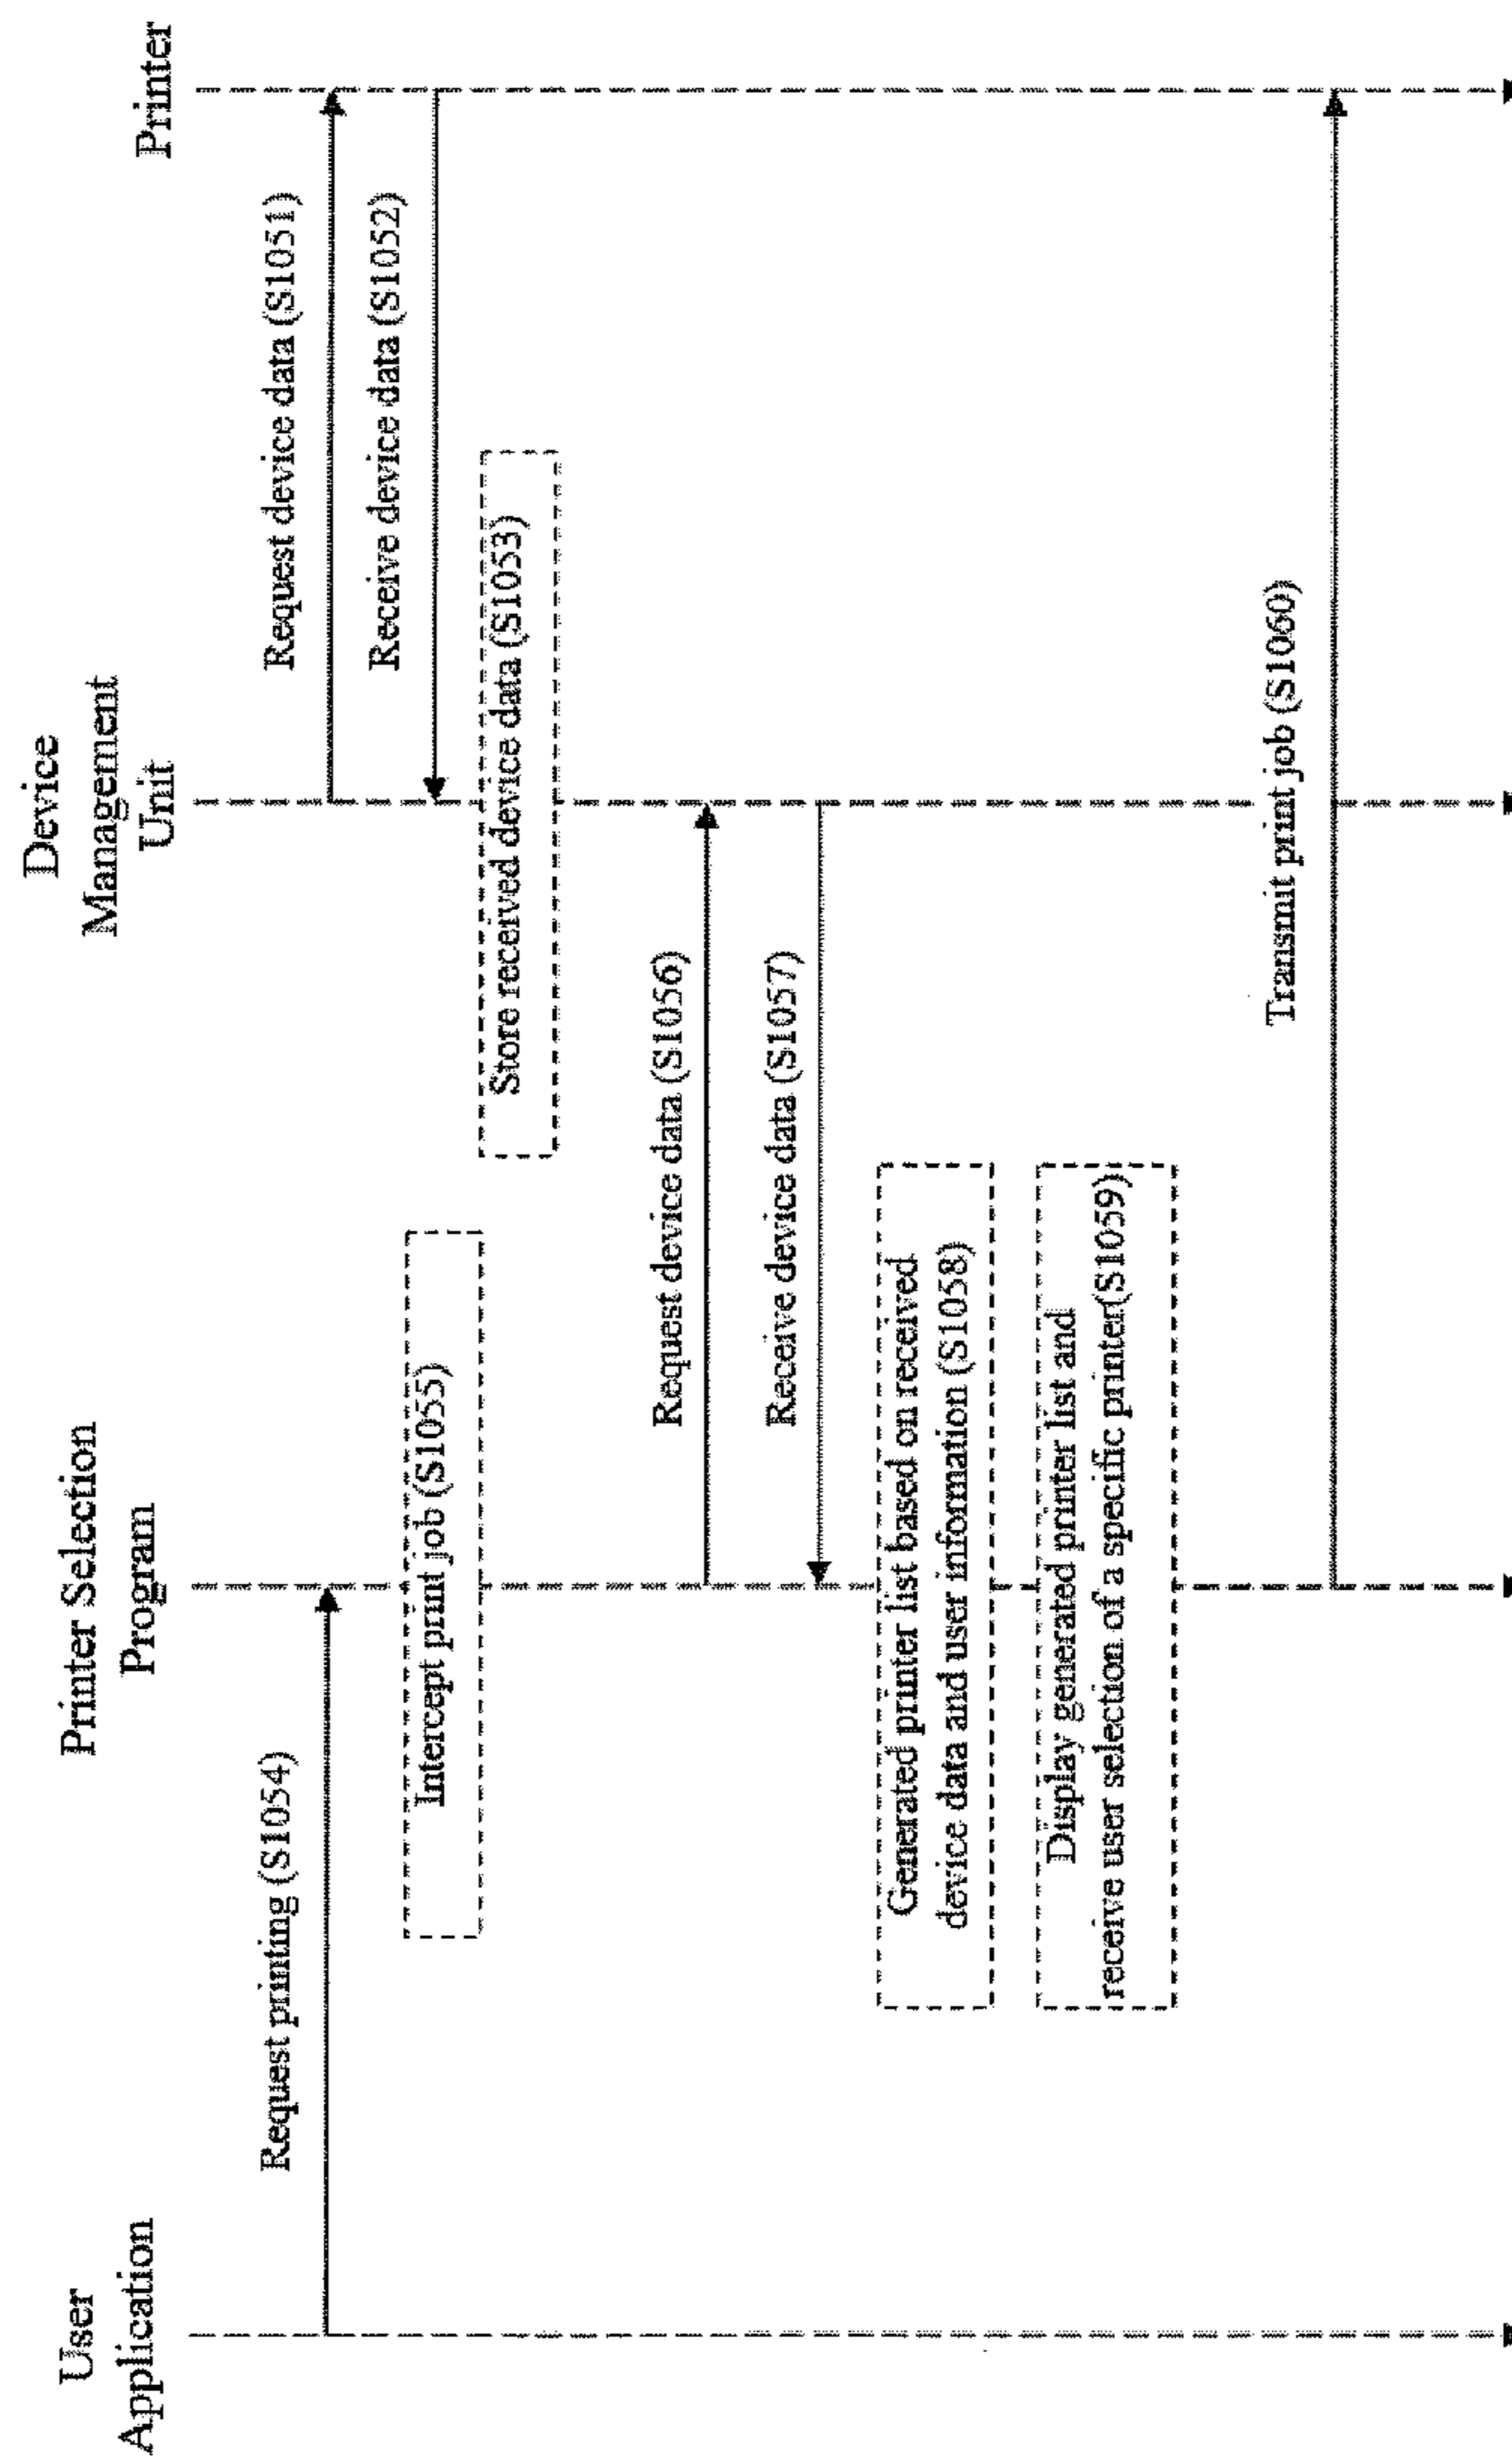 User
Application
Printer Selection
Program
Device
Management
Unit
Printer
Request printing (S1054)
Request device data (S1051)
Receive device data (S1052)
Intercept print job (S1055)
Store received device data (S1053)
Request device data (S1056)
Receive device data (S1057)
Generated printer list based on received
device data and user information (S1058)
Display generated printer list and
receive user selection of a specific printer(S1059)
Transmit print job (S1060)